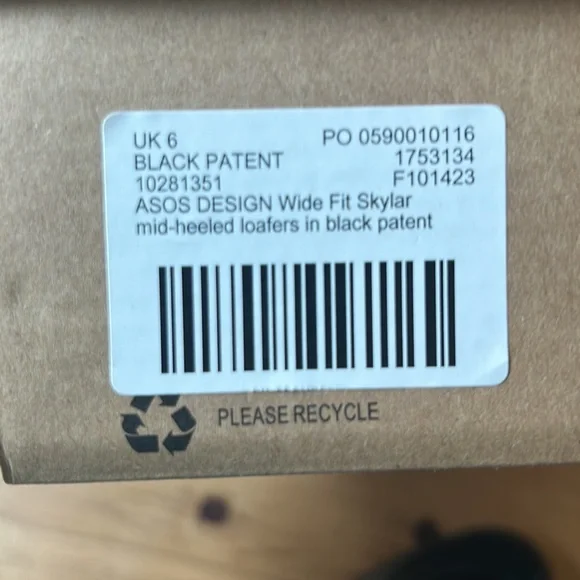 UK 6 PO 0590010116
BLACK PATENT 1753134
10281351 F101423
ASOS DESIGN Wide Fit Skylar
mid-heeled loafers in black patent
PLEASE RECYCLE